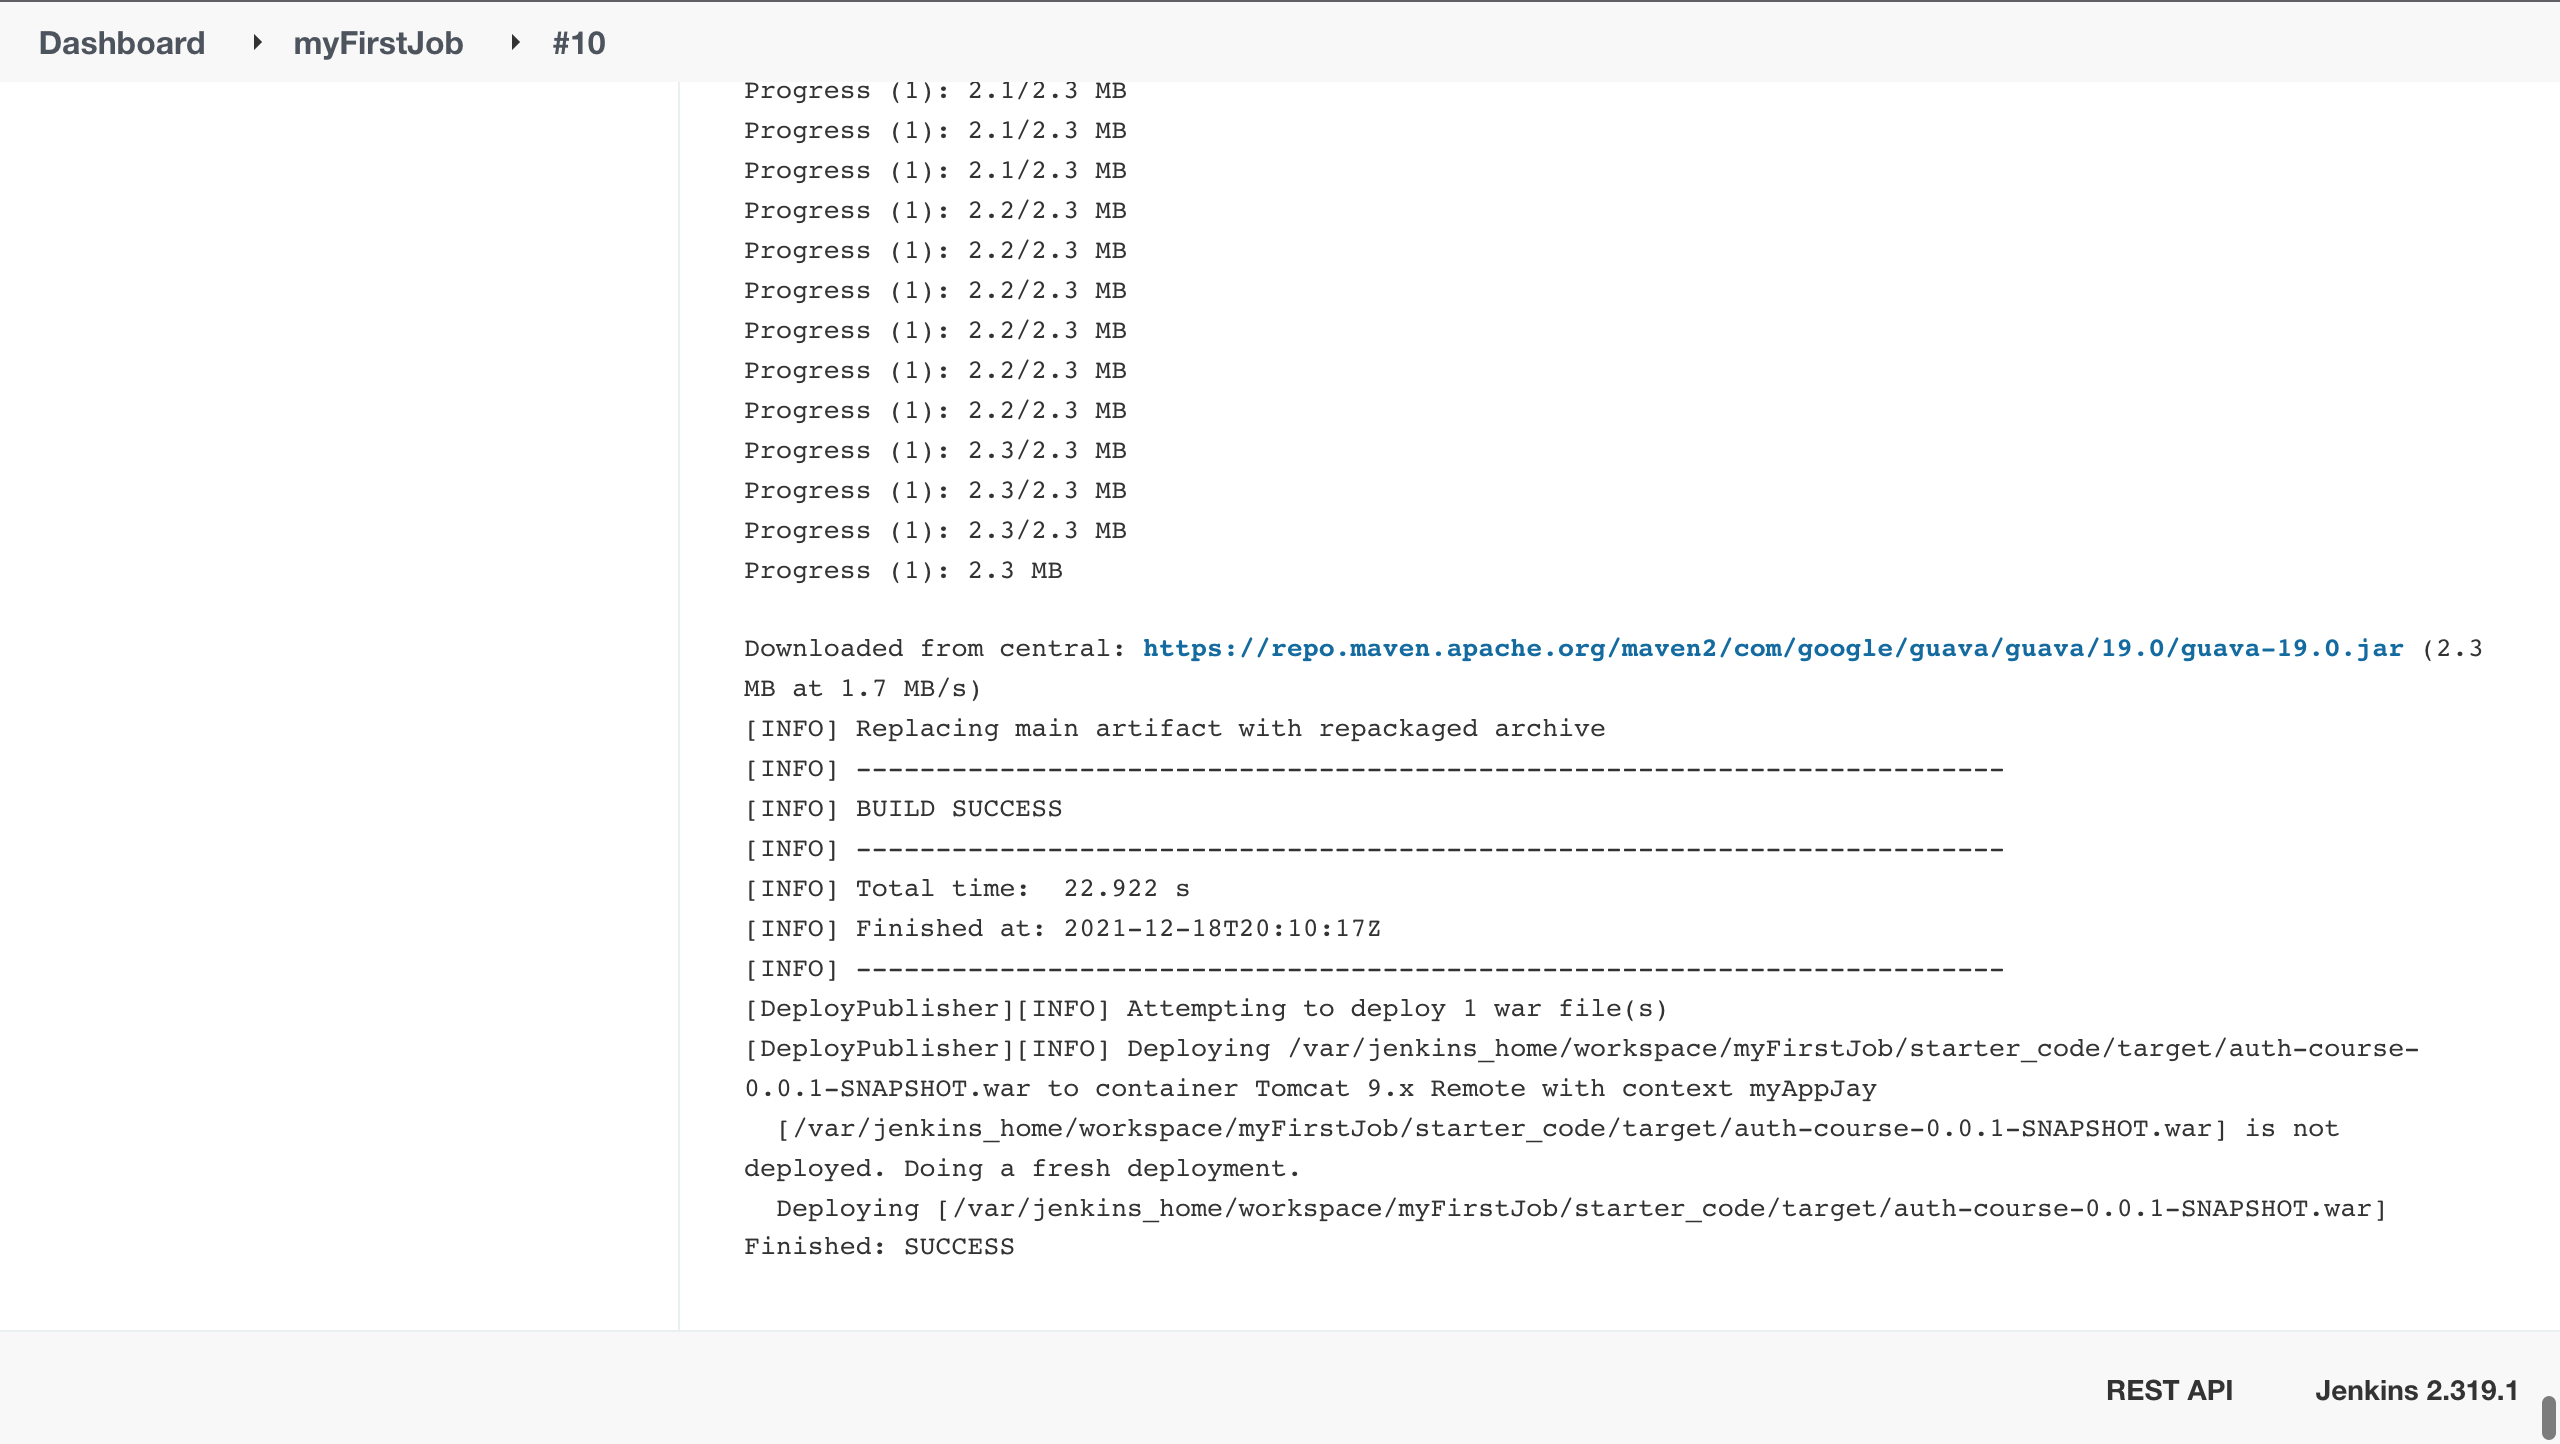 Dashboard ▸ myFirstJob ▸ #10
Progress (1): 2.1/2.3 MB
Progress (1): 2.1/2.3 MB
Progress (1): 2.1/2.3 MB
Progress (1): 2.2/2.3 MB
Progress (1): 2.2/2.3 MB
Progress (1): 2.2/2.3 MB
Progress (1): 2.2/2.3 MB
Progress (1): 2.2/2.3 MB
Progress (1): 2.2/2.3 MB
Progress (1): 2.3/2.3 MB
Progress (1): 2.3/2.3 MB
Progress (1): 2.3/2.3 MB
Progress (1): 2.3 MB
Downloaded from central: https://repo.maven.apache.org/maven2/com/google/guava/guava/19.0/guava-19.0.jar (2.3
MB at 1.7 MB/s)
[INFO] Replacing main artifact with repackaged archive
[INFO] ------------------------------------------------------------------------
[INFO] BUILD SUCCESS
[INFO] ------------------------------------------------------------------------
[INFO] Total time:  22.922 s
[INFO] Finished at: 2021-12-18T20:10:17Z
[INFO] ------------------------------------------------------------------------
[DeployPublisher][INFO] Attempting to deploy 1 war file(s)
[DeployPublisher][INFO] Deploying /var/jenkins_home/workspace/myFirstJob/starter_code/target/auth-course-
0.0.1-SNAPSHOT.war to container Tomcat 9.x Remote with context myAppJay
[/var/jenkins_home/workspace/myFirstJob/starter_code/target/auth-course-0.0.1-SNAPSHOT.war] is not
deployed. Doing a fresh deployment.
Deploying [/var/jenkins_home/workspace/myFirstJob/starter_code/target/auth-course-0.0.1-SNAPSHOT.war]
Finished: SUCCESS
REST API Jenkins 2.319.1